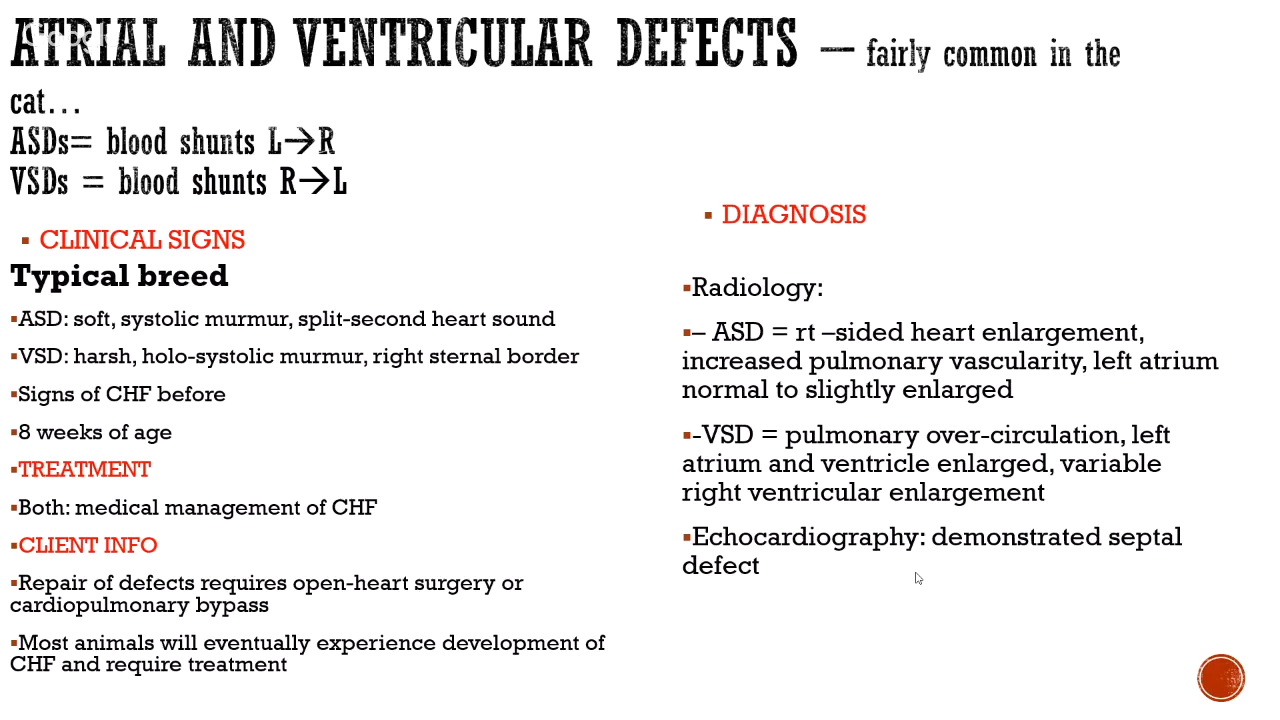 ATRIAL AND VENTRICULAR DEFECTS – fairly common in the
cat...
ASDs= blood shunts L→R
VSDs = blood shunts R→L
▪ CLINICAL SIGNS
Typical breed
▪ASD: soft, systolic murmur, split-second heart sound
▪VSD: harsh, holo-systolic murmur, right sternal border
▪Signs of CHF before
▪8 weeks of age
▪TREATMENT
▪Both: medical management of CHF
▪CLIENT INFO
▪Repair of defects requires open-heart surgery or
cardiopulmonary bypass
▪Most animals will eventually experience development of
CHF and require treatment
▪ DIAGNOSIS
▪Radiology:
▪– ASD = rt –sided heart enlargement,
increased pulmonary vascularity, left atrium
normal to slightly enlarged
▪-VSD = pulmonary over-circulation, left
atrium and ventricle enlarged, variable
right ventricular enlargement
▪Echocardiography: demonstrated septal
defect